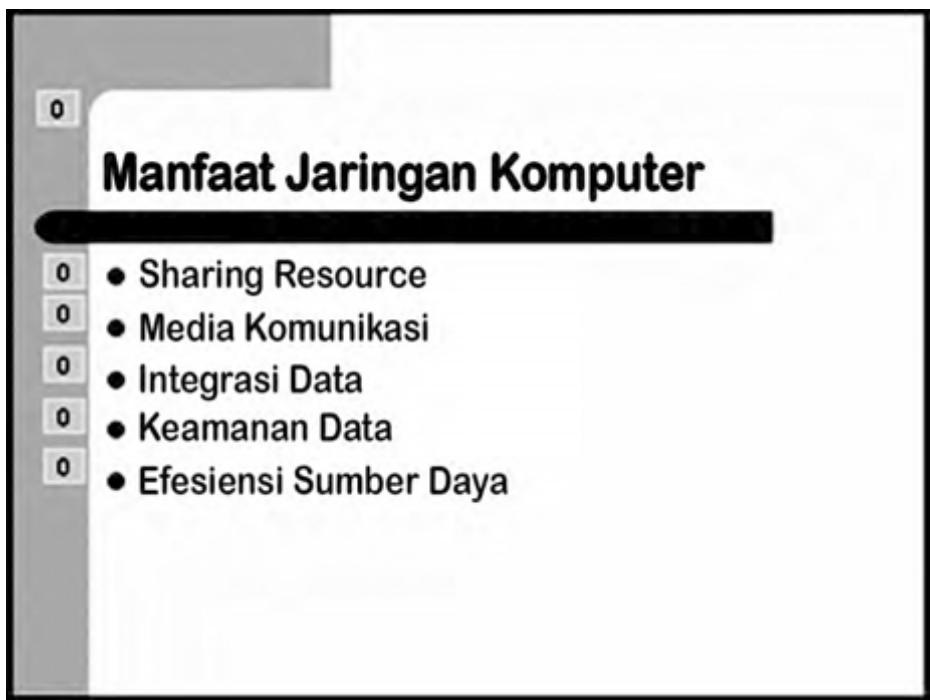 0
Manfaat Jaringan Komputer
0 ● Sharing Resource
0 ● Media Komunikasi
0 ● Integrasi Data
0 ● Keamanan Data
0 ● Efesiensi Sumber Daya